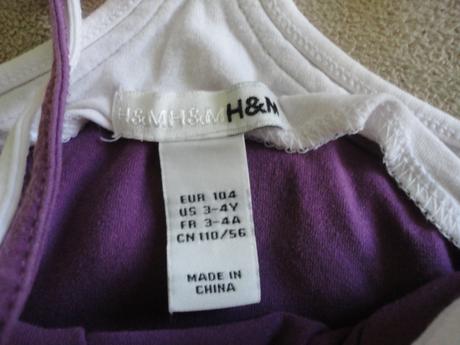 H&MH&MH&M
EUR 104
US 3-4Y
FR 3-4A
CN 110/56
MADE IN
CHINA